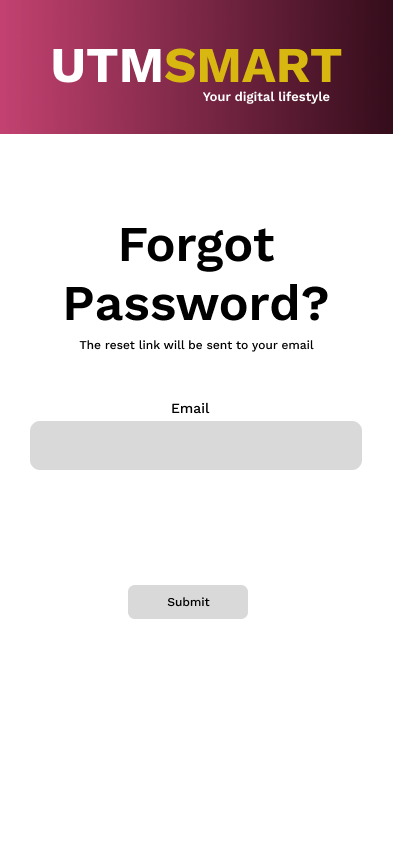 UTMSMART
Your digital lifestyle
Forgot
Password?
The reset link will be sent to your email
Email
Submit